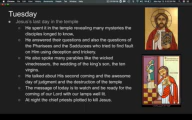 Tuesday
Jesus's last day in the temple
He spent it in the temple revealing many mysteries the
disciples longed to know.
He answered their questions and also the questions of
the Pharisees and the Sadducees who tried to find fault
on Him using deception and trickery.
He also spoke many parables like the wicked
vinedressers, the wedding of the king's son, the ten
virgins.
He talked about His second coming and the awesome
day of judgment and the destruction of the temple
The message of today is to watch and be ready for the
coming of our Lord with our lamps well lit.
At night the chief priests plotted to kill Jesus.